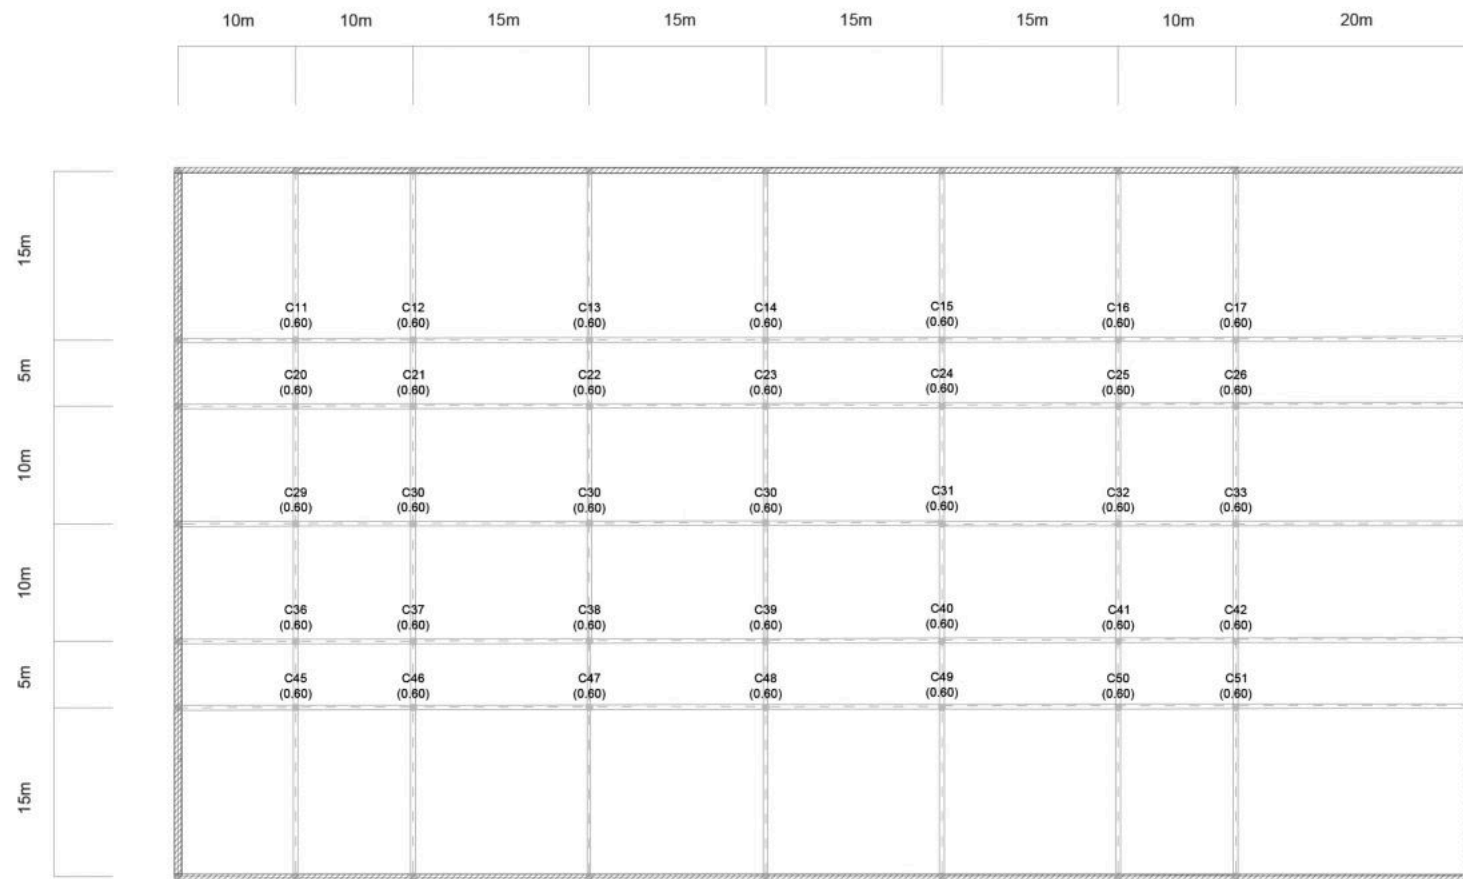 10m 10m 15m 15m 15m 15m 10m 20m
15m
C11 C12 C13 C14 C15 C16 C17
(0.60) (0.60) (0.60) (0.60) (0.60) (0.60) (0.60)
5m
C20 C21 C22 C23 C24 C25 C26
(0.60) (0.60) (0.60) (0.60) (0.60) (0.60) (0.60)
10m
C29 C30 C30 C30 C31 C32 C33
(0.60) (0.60) (0.60) (0.60) (0.60) (0.60) (0.60)
10m
C36 C37 C38 C39 C40 C41 C42
(0.60) (0.60) (0.60) (0.60) (0.60) (0.60) (0.60)
5m
C45 C46 C47 C48 C49 C50 C51
(0.60) (0.60) (0.60) (0.60) (0.60) (0.60) (0.60)
15m